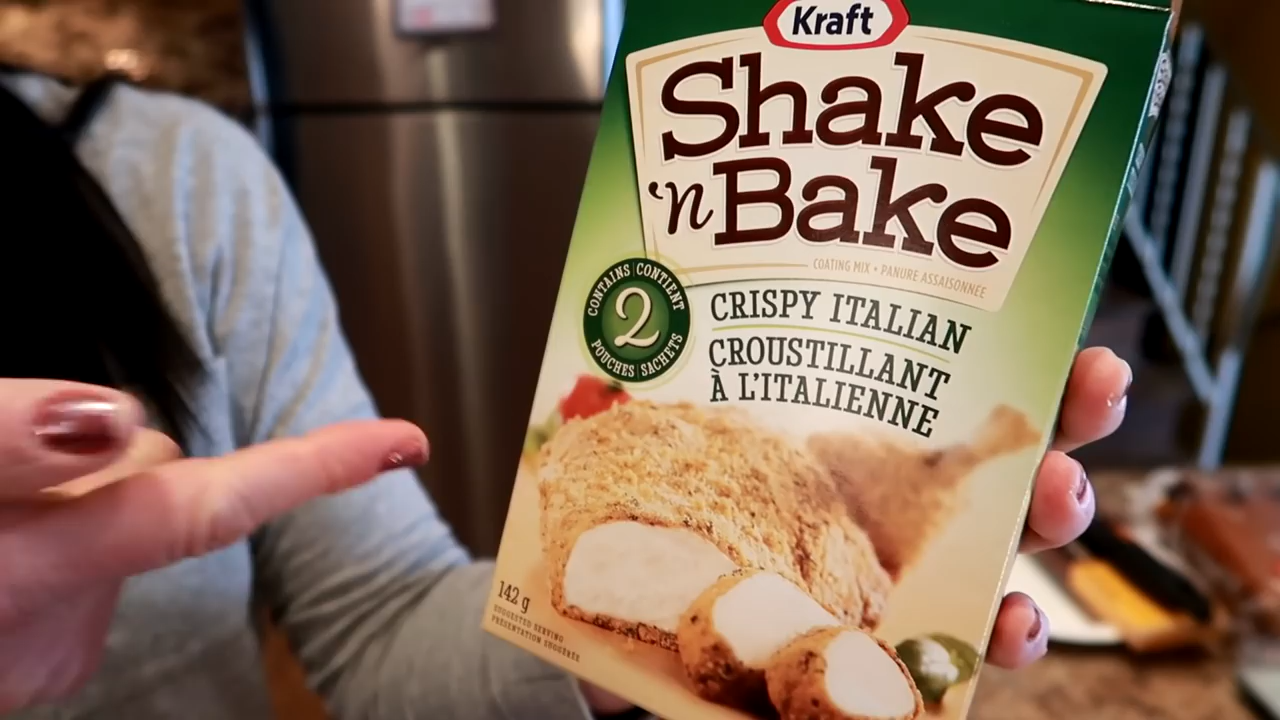 Kraft
Shake
'n Bake
COATING MIX • PANURE ASSAISONNÉE
CONTAINS | CONTIENT
2
POUCHES | SACHETS
CRISPY ITALIAN
CROUSTILLANT
À L'ITALIENNE
142 g
SUGGESTED SERVING
PRÉSENTATION SUGGÉRÉE